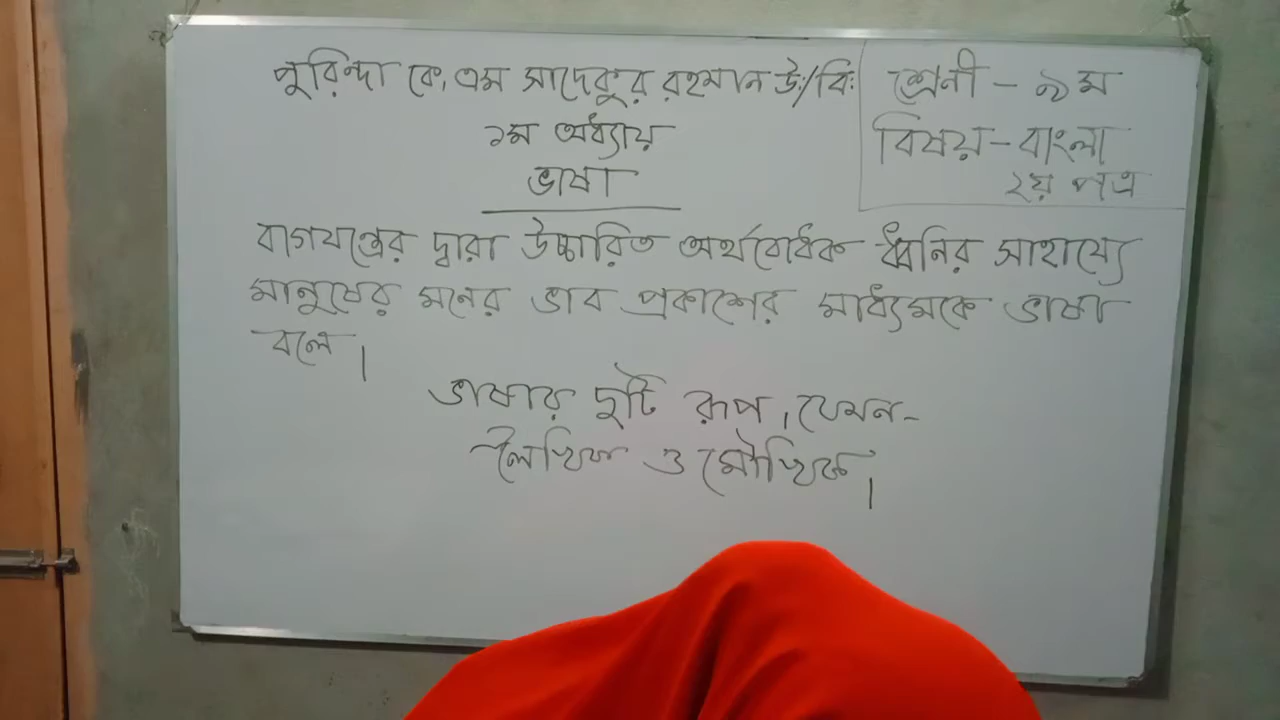 পুরিন্দা কে, এম সাদেকুর রহমান উঃ/বিঃ
শ্রেনী - ৯ম
বিষয় - বাংলা
২য় পত্র
১ম অধ্যায়
ভাষা
বাগযন্ত্রের দ্বারা উচ্চারিত অর্থবোধক ধ্বনির সাহায্যে
মানুষের মনের ভাব প্রকাশের মাধ্যমকে ভাষা
বলে।
ভাষার দুটি রূপ, যেমন-
লৈখিক ও মৌখিক।